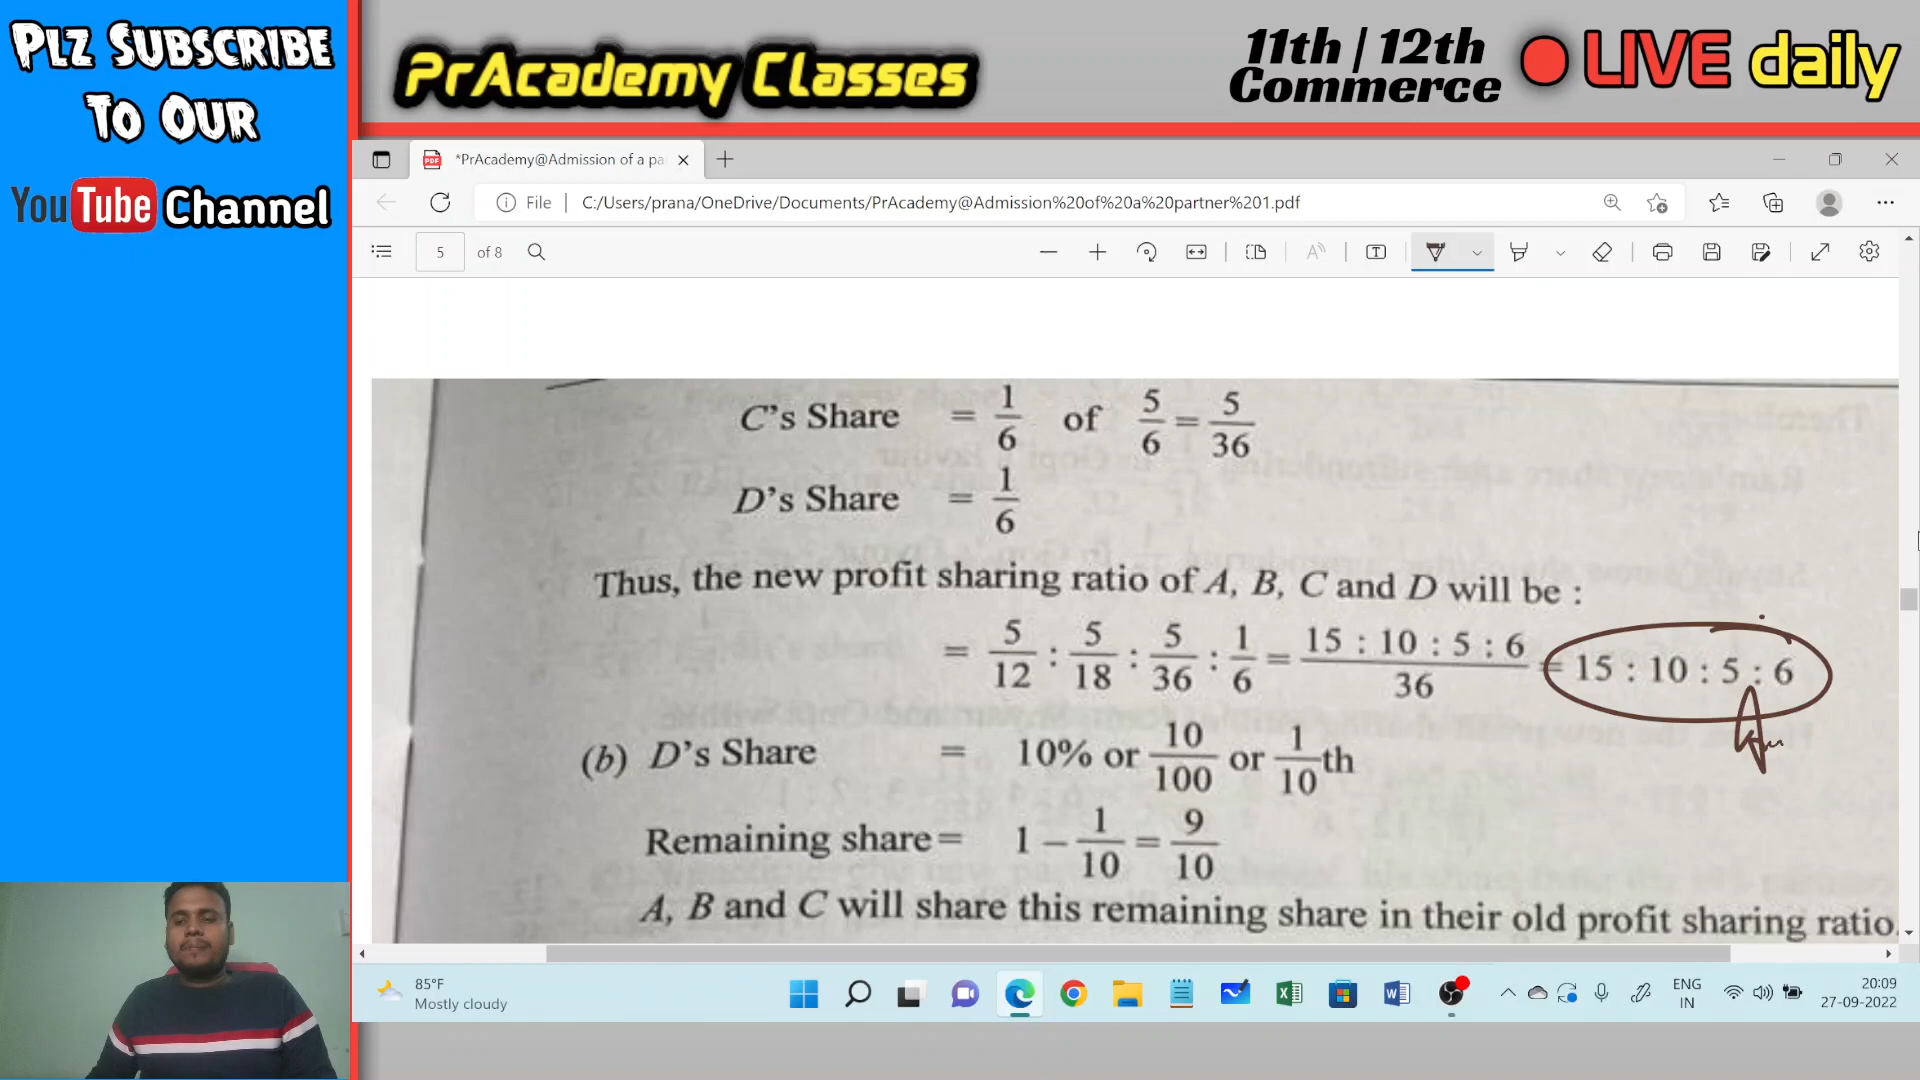 PLZ SUBSCRIBE
TO OUR
YouTube Channel
PrAcademy Classes
11th | 12th
Commerce
LIVE daily
*PrAcademy@Admission of a pa
File | C:/Users/prana/OneDrive/Documents/PrAcademy@Admission%20of%20a%20partner%201.pdf
5 of 8
C's Share = 1/6 of 5/6 = 5/36
D's Share = 1/6
Thus, the new profit sharing ratio of A, B, C and D will be :
= 5/12 : 5/18 : 5/36 : 1/6 = 15 : 10 : 5 : 6/36 = 15 : 10 : 5 : 6
(b) D's Share = 10% or 10/100 or 1/10 th
Remaining share = 1 − 1/10 = 9/10
A, B and C will share this remaining share in their old profit sharing ratio.
85°F
Mostly cloudy
ENG
IN
20:09
27-09-2022